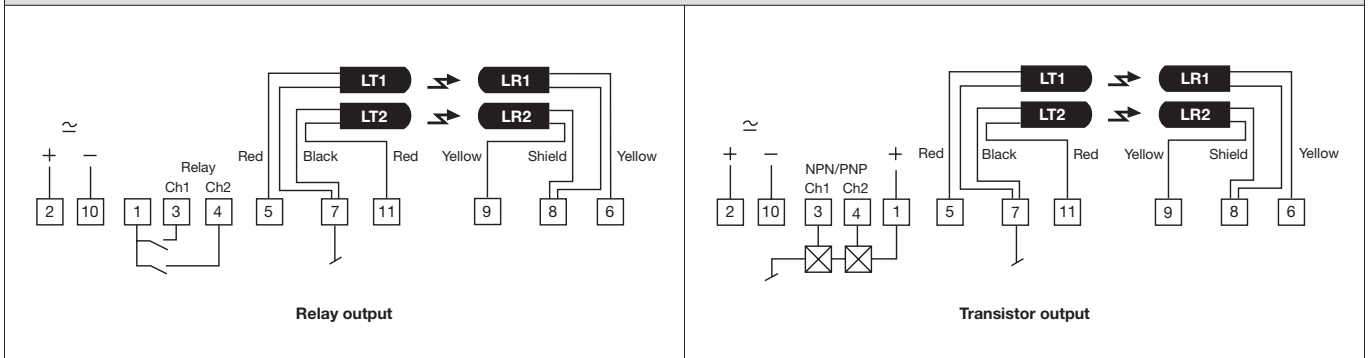 LT1 LR1
LT2 LR2
≃
+ −
Relay
Ch1 Ch2
Red Black Red Yellow Shield Yellow
2 10 1 3 4 5 7 11 9 8 6
Relay output
LT1 LR1
LT2 LR2
≃
+ − +
NPN/PNP
Ch1 Ch2
Red Black Red Yellow Shield Yellow
2 10 3 4 1 5 7 11 9 8 6
Transistor output